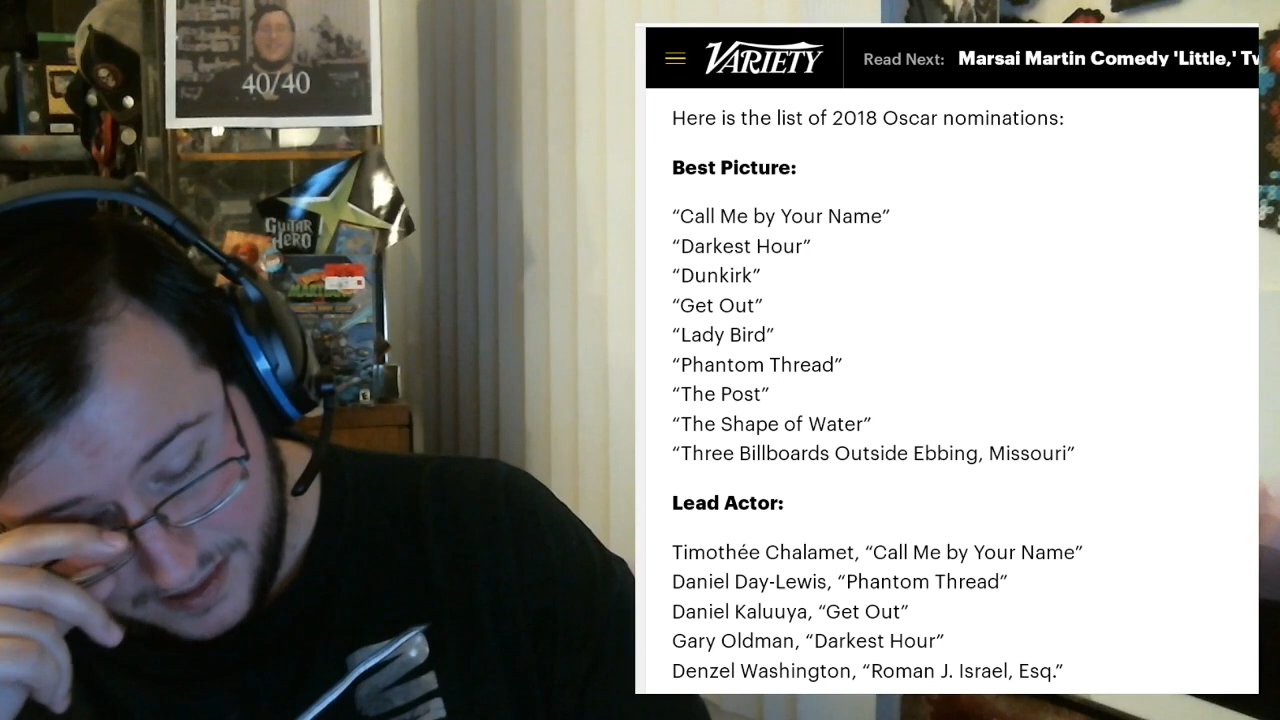 40/40
GUITAR
HERO
VARIETY
Read Next: Marsai Martin Comedy 'Little,' Tw
Here is the list of 2018 Oscar nominations:
Best Picture:
“Call Me by Your Name”
“Darkest Hour”
“Dunkirk”
“Get Out”
“Lady Bird”
“Phantom Thread”
“The Post”
“The Shape of Water”
“Three Billboards Outside Ebbing, Missouri”
Lead Actor:
Timothée Chalamet, “Call Me by Your Name”
Daniel Day-Lewis, “Phantom Thread”
Daniel Kaluuya, “Get Out”
Gary Oldman, “Darkest Hour”
Denzel Washington, “Roman J. Israel, Esq.”